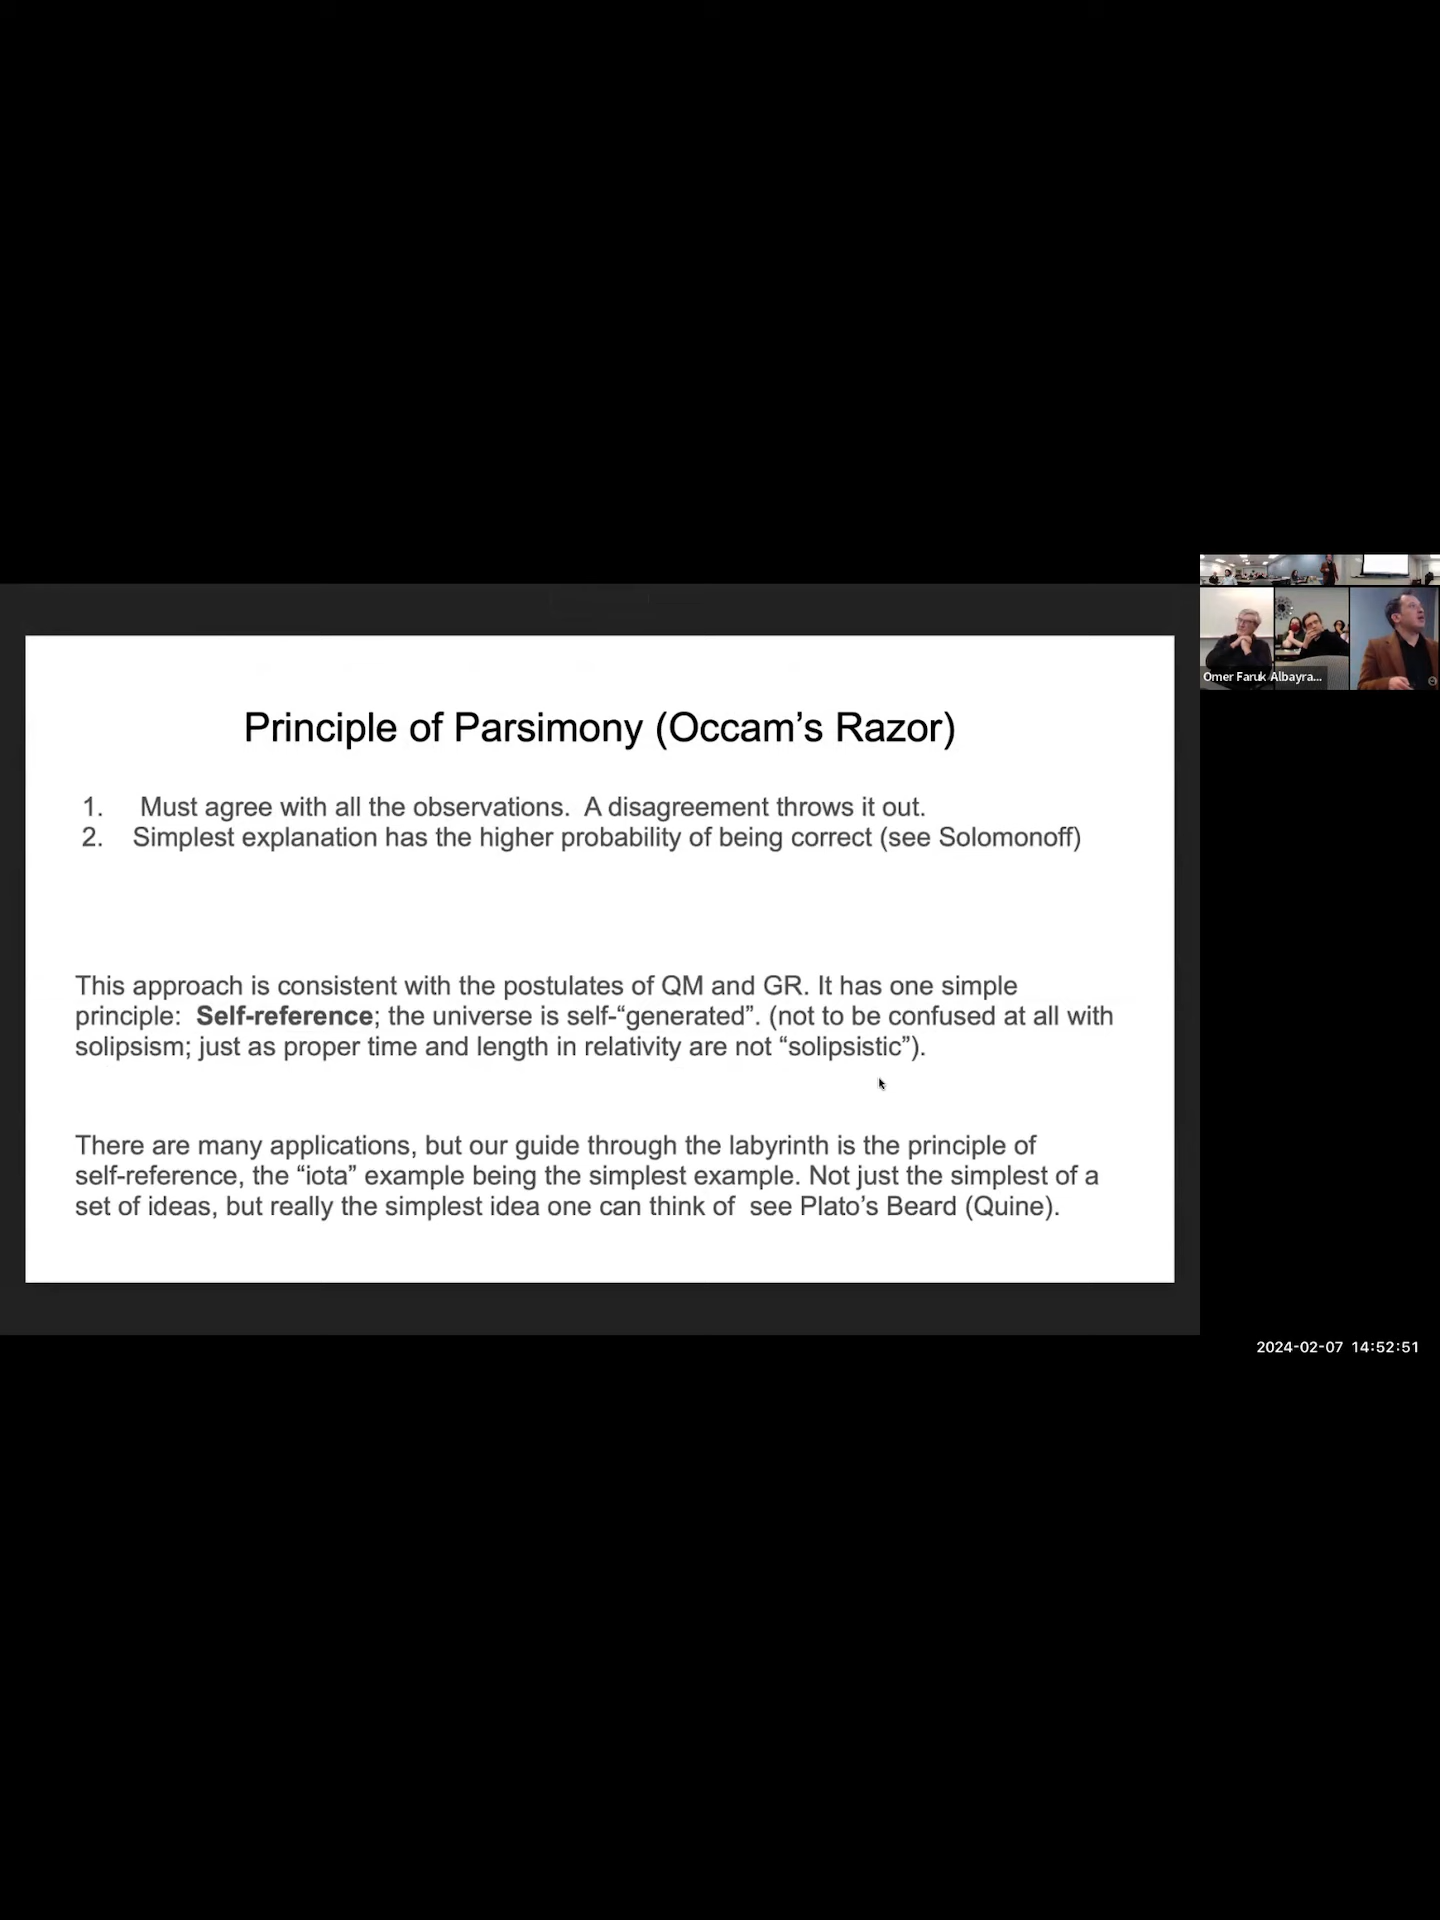 Omer Faruk Albayra...
Principle of Parsimony (Occam’s Razor)
1. Must agree with all the observations.  A disagreement throws it out.
2. Simplest explanation has the higher probability of being correct (see Solomonoff)
This approach is consistent with the postulates of QM and GR. It has one simple
principle:  Self-reference; the universe is self-“generated”. (not to be confused at all with
solipsism; just as proper time and length in relativity are not “solipsistic”).
There are many applications, but our guide through the labyrinth is the principle of
self-reference, the “iota” example being the simplest example. Not just the simplest of a
set of ideas, but really the simplest idea one can think of  see Plato’s Beard (Quine).
2024-02-07 14:52:51